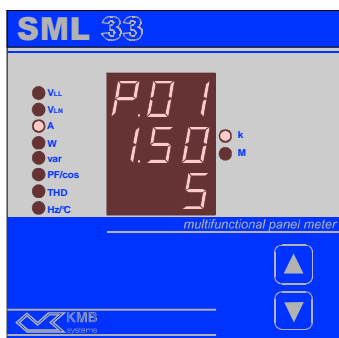 SML 33
VLL
VLN
A
W
var
PF/cos
THD
Hz/°C
P.01
1.50
5
k
M
multifunctional panel meter
KMB
systems